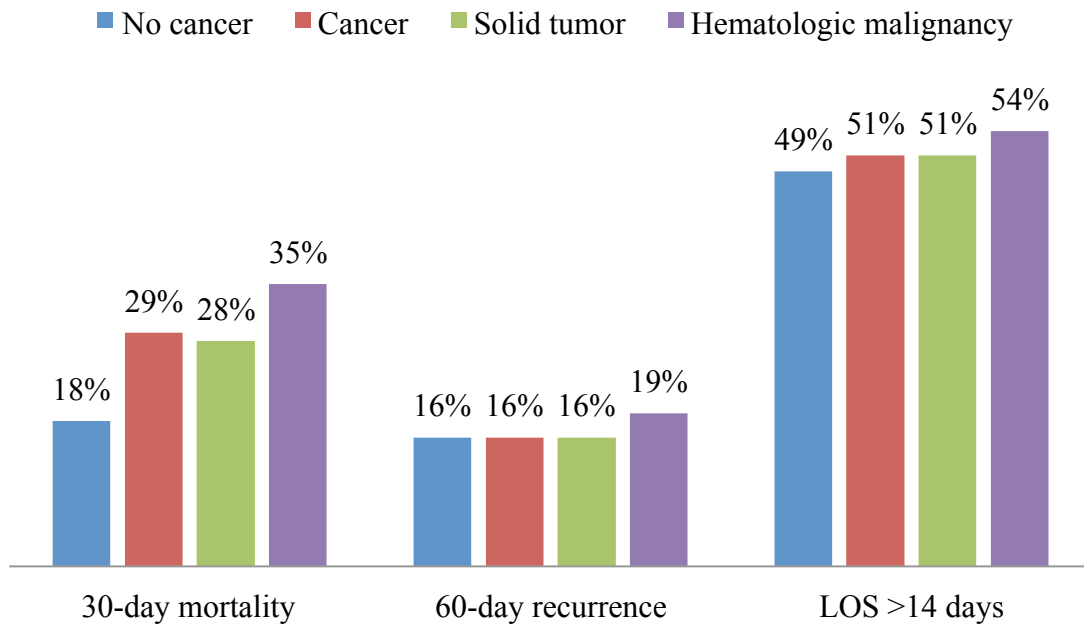 No cancer Cancer Solid tumor Hematologic malignancy
18% 29% 28% 35%
16% 16% 16% 19%
49% 51% 51% 54%
30-day mortality 60-day recurrence LOS >14 days